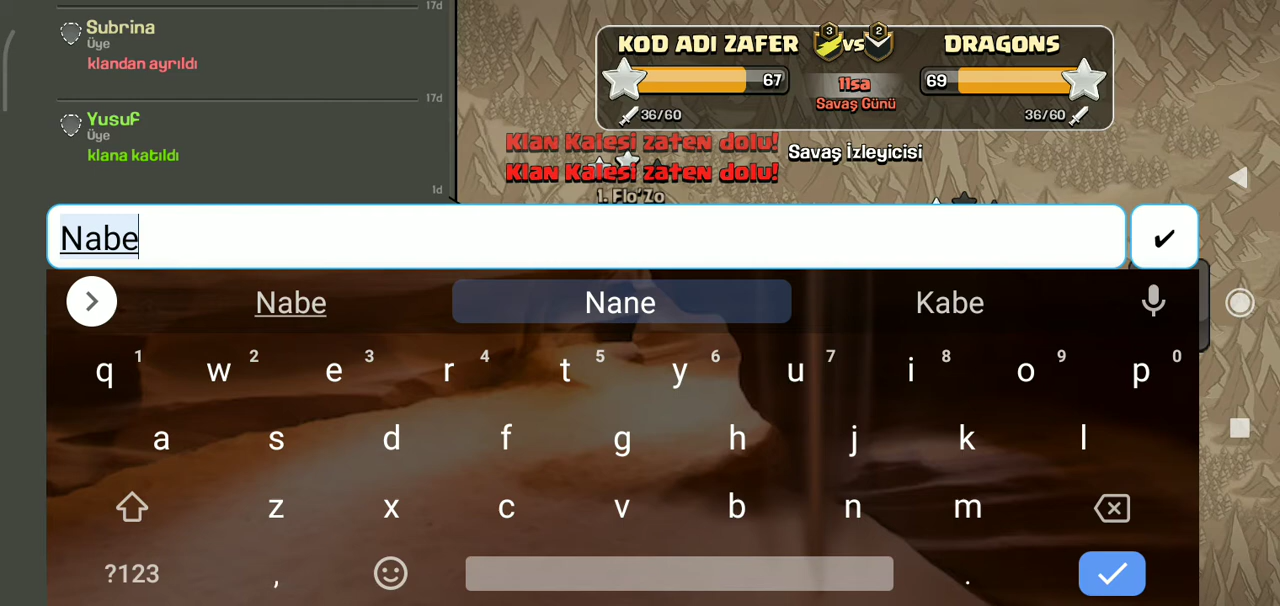 17d
Subrina
Üye
klandan ayrıldı
17d
Yusuf
Üye
klana katıldı
1d
KOD ADI ZAFER
3
vs
2
DRAGONS
67
11sa
69
Savaş Günü
36/60
36/60
Klan Kalesi zaten dolu!
Klan Kalesi zaten dolu!
Savaş İzleyicisi
1. Flo'Zo
Nabe
Nabe
Nane
Kabe
q 1 w 2 e 3 r 4 t 5 y 6 u 7 i 8 o 9 p 0
a s d f g h j k l
z x c v b n m
?123 , .